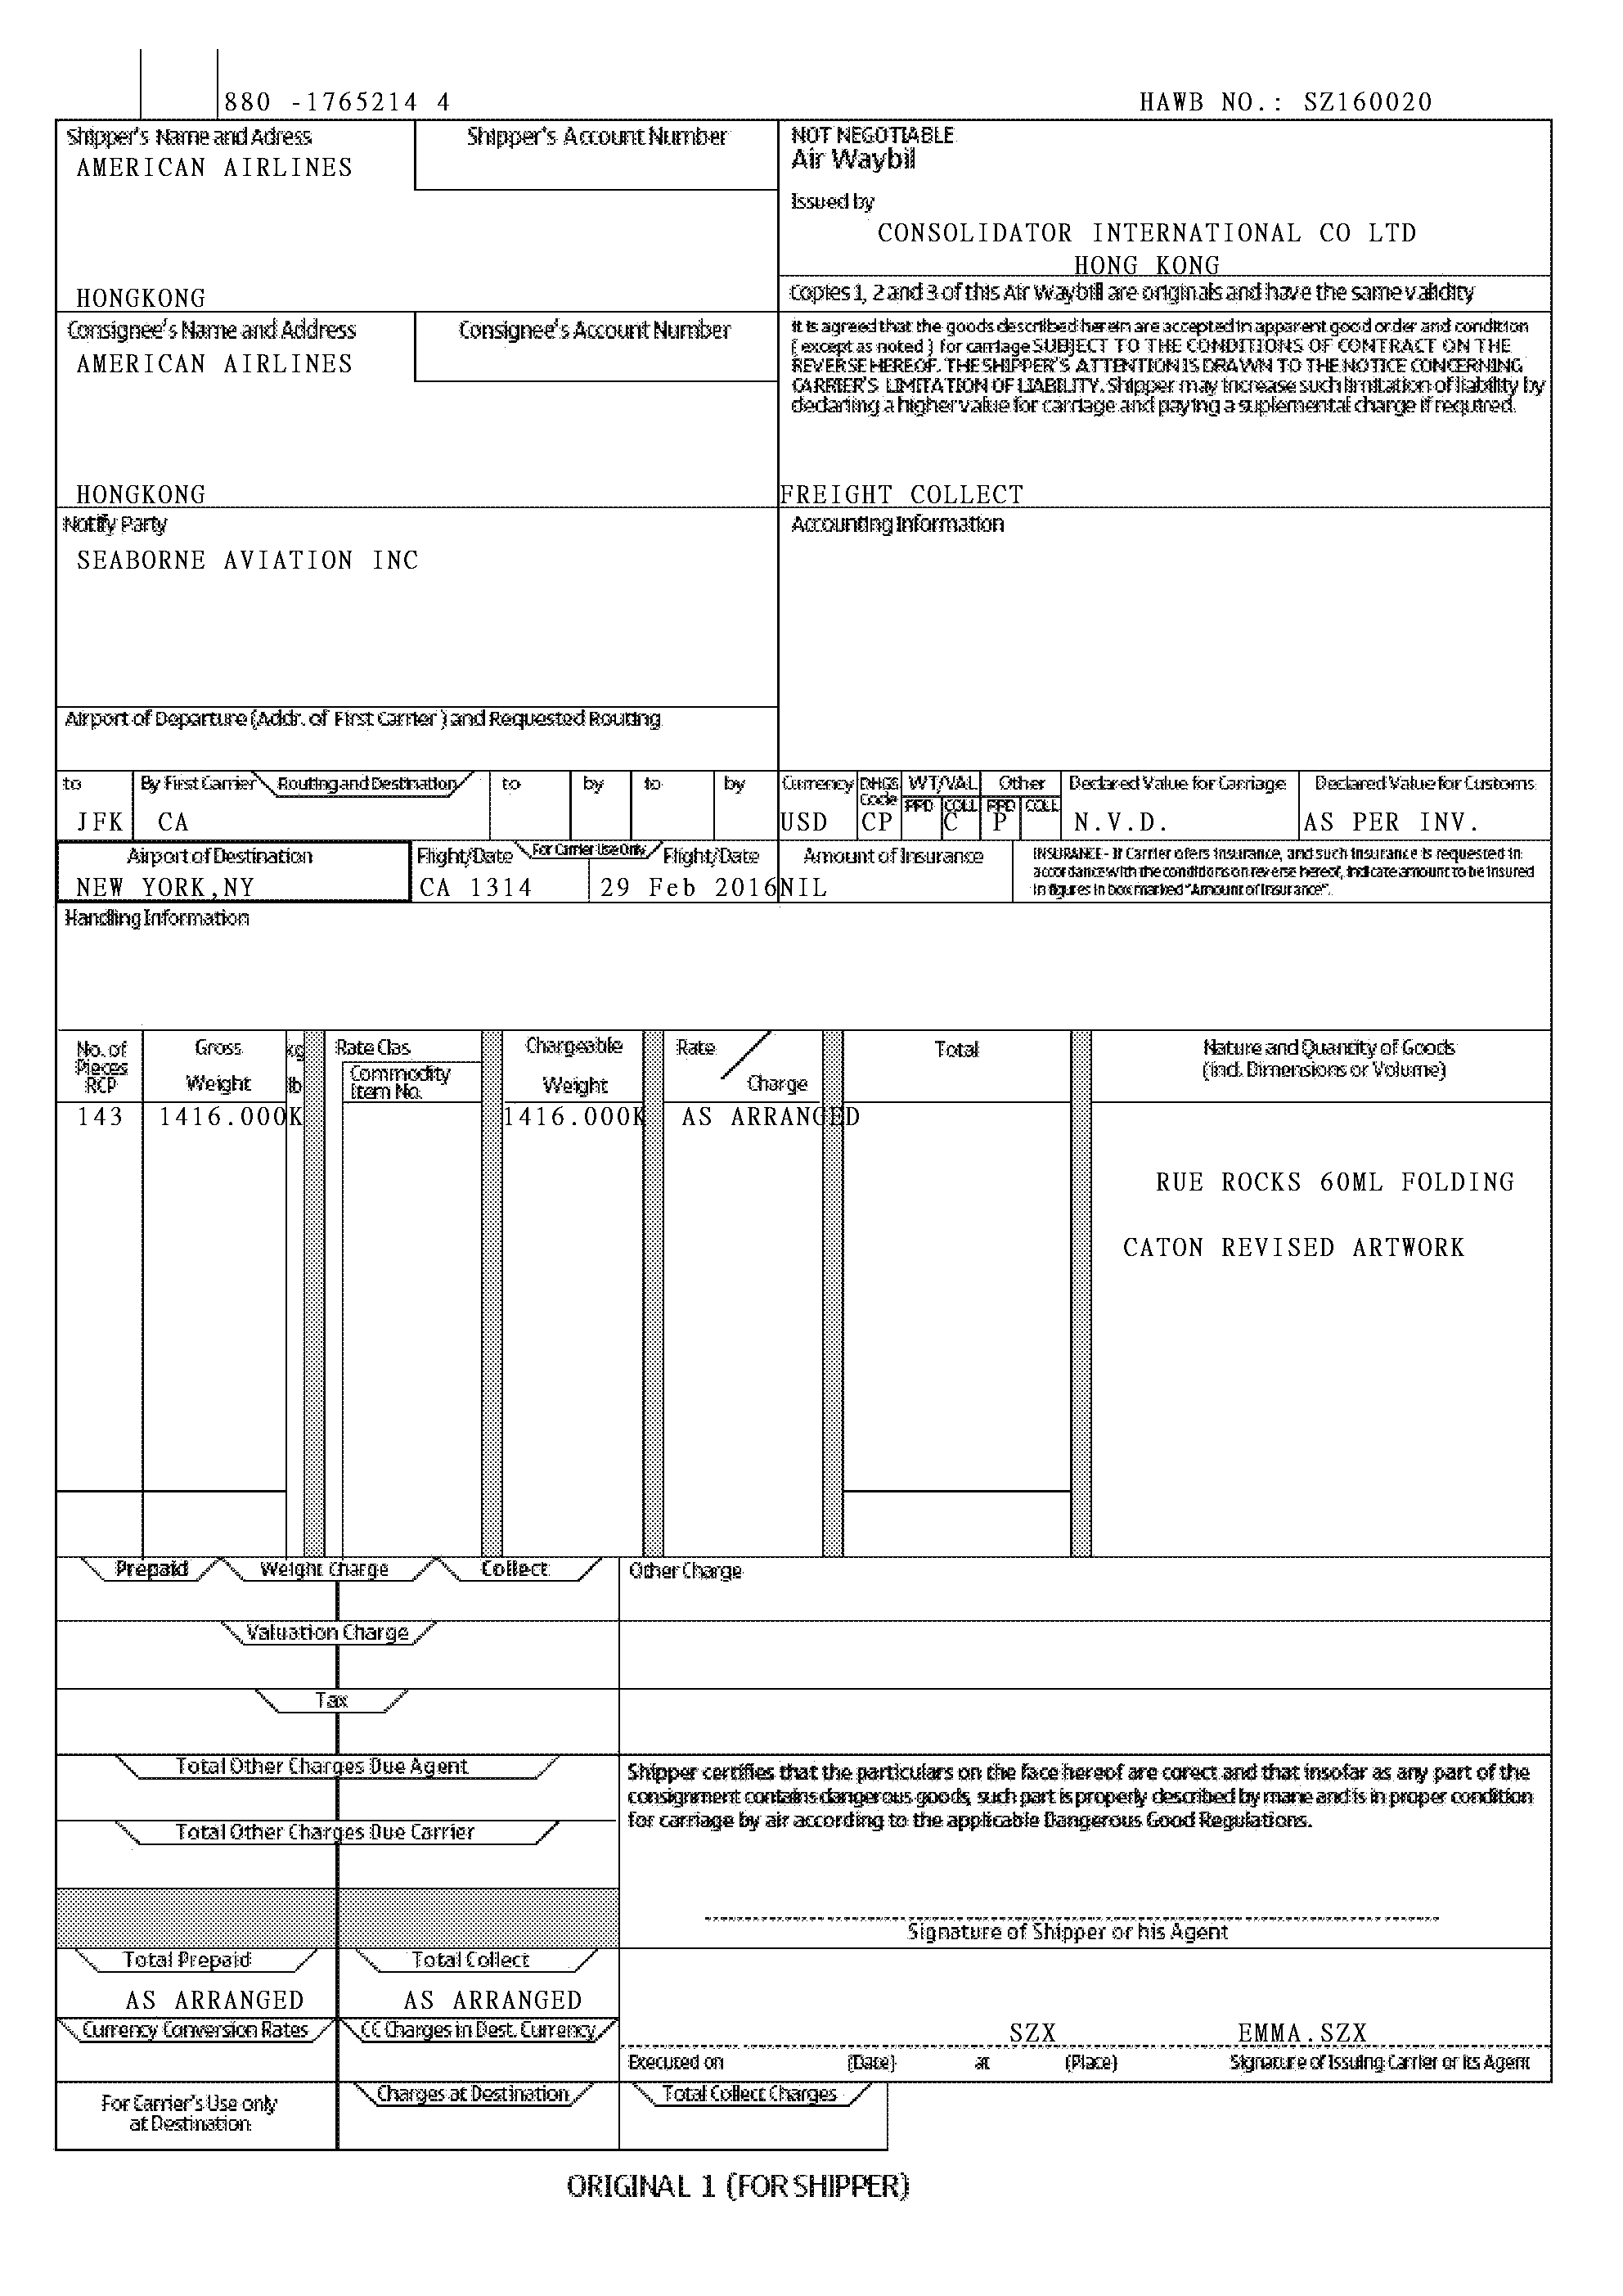 880 -1765214 4
HAWB NO.: SZ160020
Shipper's Name and Adress
AMERICAN AIRLINES
HONGKONG
Shipper's Account Number
NOT NEGOTIABLE
Air Waybil
Issued by
CONSOLIDATOR INTERNATIONAL CO LTD
HONG KONG
Copies 1, 2 and 3 of this Air Waybill are originals and have the same validity
Consignee's Name and Address
AMERICAN AIRLINES
HONGKONG
Consignee's Account Number
It is agreed that the goods described herein are accepted in apparent good order and condition
( except as noted ) for carriage SUBJECT TO THE CONDITIONS OF CONTRACT ON THE
REVERSE HEREOF. THE SHIPPER'S ATTENTION IS DRAWN TO THE NOTICE CONCERNING
CARRIER'S LIMITATION OF LIABILITY. Shipper may increase such limitation of liability by
declaring a higher value for carriage and paying a suplemental charge if required.
FREIGHT COLLECT
Notify Party
SEABORNE AVIATION INC
Accounting Information
Airport of Departure (Addr. of First Carrier ) and Requested Routing
to
By First Carrier
Routing and Destination
to
by
to
by
Currency
CHGS
Code
WT/VAL
PPD
COLL
Other
PPD
COLL
Declared Value for Carriage
Declared Value for Customs
JFK
CA
USD
CP
C
P
N.V.D.
AS PER INV.
Airport of Destination
NEW YORK,NY
Flight/Date
For Carrier Use Only
Flight/Date
CA 1314
29 Feb 2016
Amount of Insurance
NIL
INSURANCE - If Carrier ofers insurance, and such insurance is requested in
accordance with the conditions on reverse hereof, indicate amount to be insured
in figures in box marked "Amount of Insurance".
Handling Information
No. of
Pieces
RCP
Gross
Weight
kg
lb
Rate Clas
Commodity
Item No.
Chargeable
Weight
Rate
/
Charge
Total
Nature and Quantity of Goods
(incl. Dimensions or Volume)
143
1416.000K
1416.000K
AS ARRANGED
RUE ROCKS 60ML FOLDING
CATON REVISED ARTWORK
Prepaid
Weight Charge
Collect
Other Charge
Valuation Charge
Tax
Total Other Charges Due Agent
Shipper certifies that the particulars on the face hereof are corect and that insofar as any part of the
consignment contains dangerous goods, such part is properly described by mane and is in proper condition
for carriage by air according to the applicable Dangerous Good Regulations.
Total Other Charges Due Carrier
Signature of Shipper or his Agent
Total Prepaid
Total Collect
AS ARRANGED
AS ARRANGED
Currency Conversion Rates
CC Charges in Dest. Currency
SZX
EMMA.SZX
Executed on
(Date)
at
(Place)
Signature of Issuing Carrier or its Agent
For Carrier's Use only
at Destination
Charges at Destination
Total Collect Charges
ORIGINAL 1 (FOR SHIPPER)